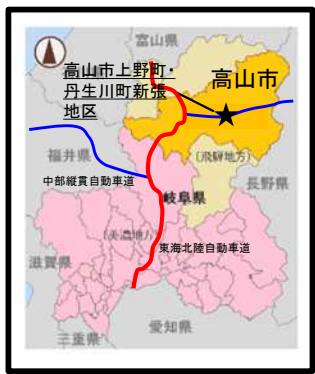 富山県
高山市上野町・
丹生川町新張
地区
高山市
福井県
(飛騨地方)
長野県
中部縦貫自動車道
岐阜県
(美濃地方)
東海北陸自動車道
滋賀県
愛知県
三重県